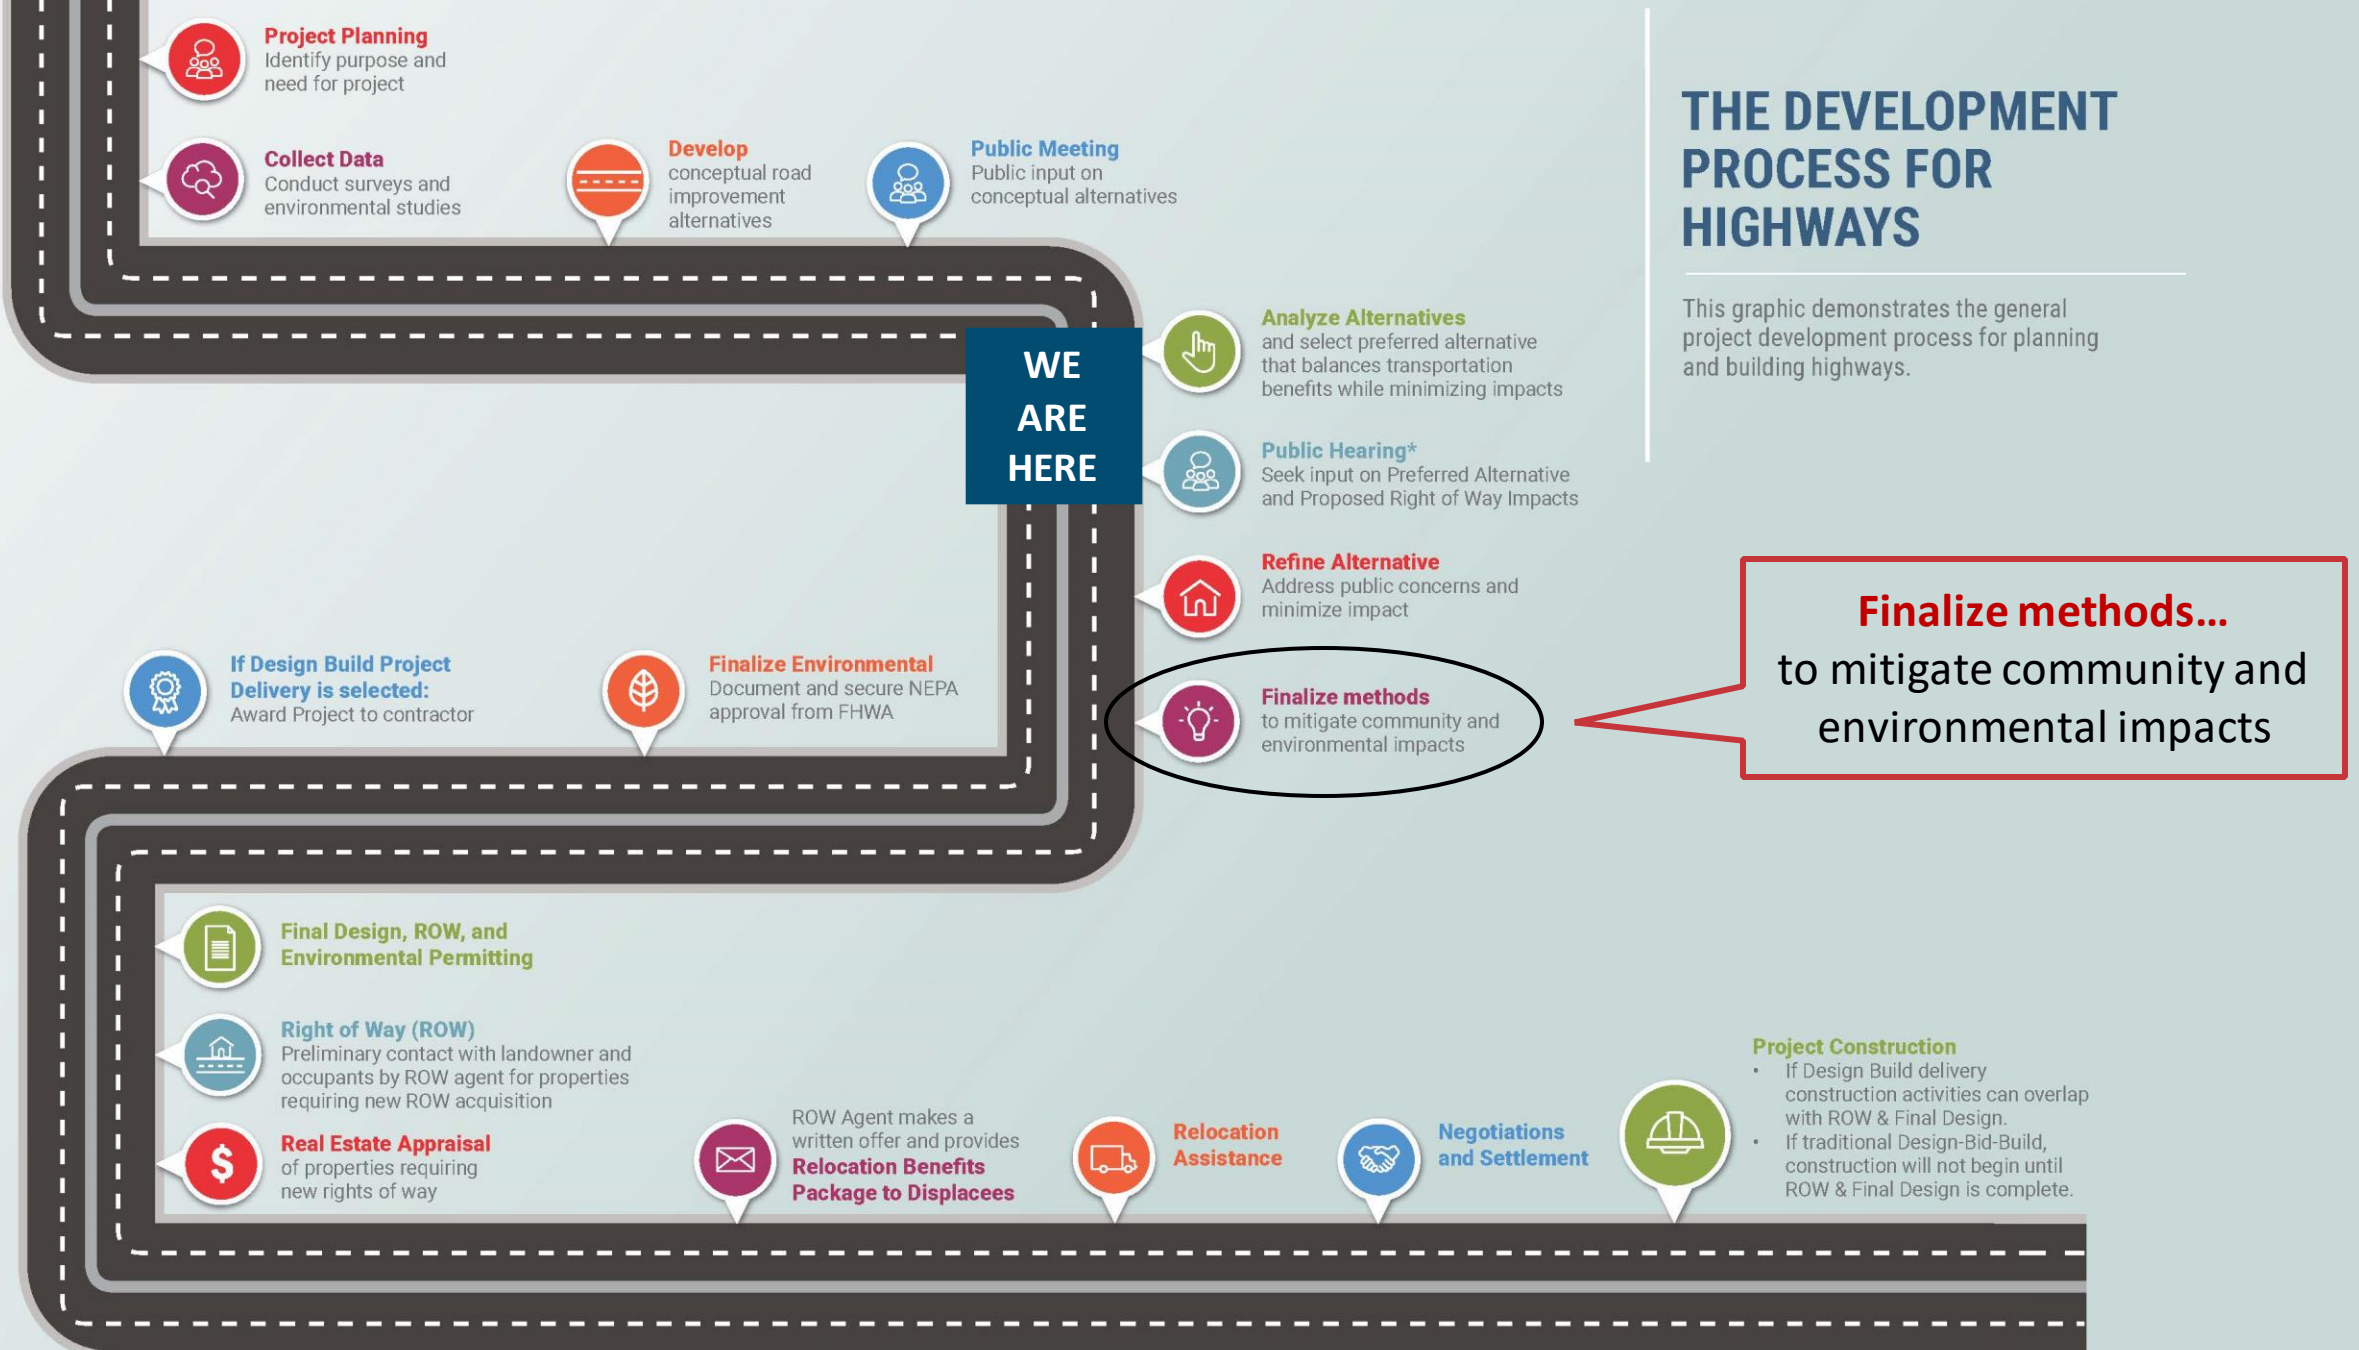 Project Planning
Identify purpose and
need for project
Collect Data
Conduct surveys and
environmental studies
Develop
conceptual road
improvement
alternatives
Public Meeting
Public input on
conceptual alternatives
THE DEVELOPMENT
PROCESS FOR
HIGHWAYS
This graphic demonstrates the general
project development process for planning
and building highways.
WE
ARE
HERE
Analyze Alternatives
and select preferred alternative
that balances transportation
benefits while minimizing impacts
Public Hearing*
Seek input on Preferred Alternative
and Proposed Right of Way Impacts
Refine Alternative
Address public concerns and
minimize impact
Finalize methods
to mitigate community and
environmental impacts
Finalize methods...
to mitigate community and
environmental impacts
Finalize Environmental
Document and secure NEPA
approval from FHWA
If Design Build Project
Delivery is selected:
Award Project to contractor
Final Design, ROW, and
Environmental Permitting
Right of Way (ROW)
Preliminary contact with landowner and
occupants by ROW agent for properties
requiring new ROW acquisition
$
Real Estate Appraisal
of properties requiring
new rights of way
ROW Agent makes a
written offer and provides
Relocation Benefits
Package to Displacees
Relocation
Assistance
Negotiations
and Settlement
Project Construction
• If Design Build delivery
construction activities can overlap
with ROW & Final Design.
• If traditional Design-Bid-Build,
construction will not begin until
ROW & Final Design is complete.